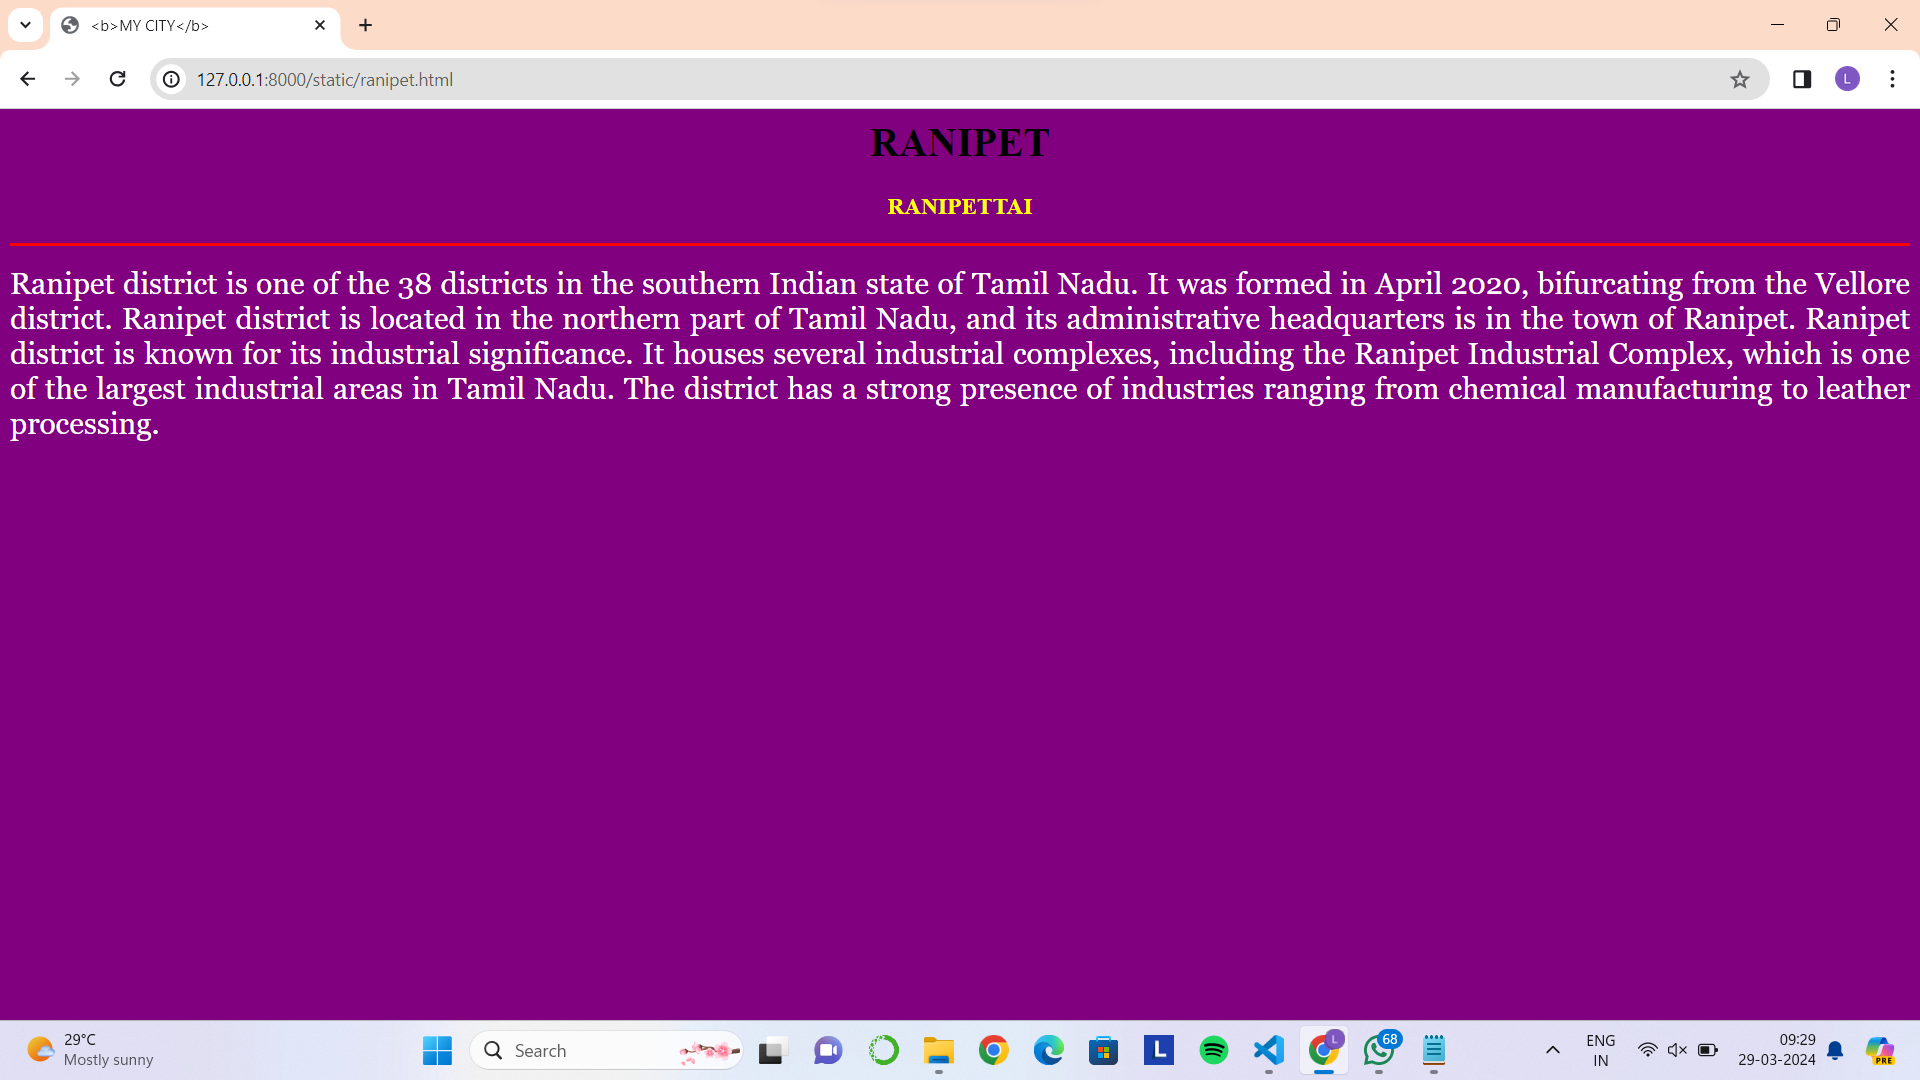 <b>MY CITY</b>
127.0.0.1:8000/static/ranipet.html
L
RANIPET
RANIPETTAI
Ranipet district is one of the 38 districts in the southern Indian state of Tamil Nadu. It was formed in April 2020, bifurcating from the Vellore
district. Ranipet district is located in the northern part of Tamil Nadu, and its administrative headquarters is in the town of Ranipet. Ranipet
district is known for its industrial significance. It houses several industrial complexes, including the Ranipet Industrial Complex, which is one
of the largest industrial areas in Tamil Nadu. The district has a strong presence of industries ranging from chemical manufacturing to leather
processing.
29°C
Mostly sunny
Search
L
L
68
ENG
IN
09:29
29-03-2024
PRE